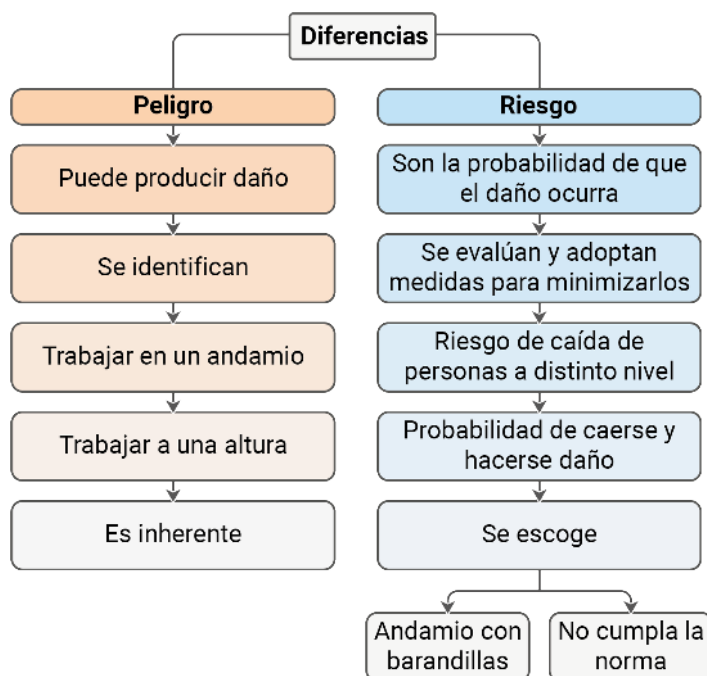 Diferencias
Peligro
Puede producir daño
Se identifican
Trabajar en un andamio
Trabajar a una altura
Es inherente
Riesgo
Son la probabilidad de que
el daño ocurra
Se evalúan y adoptan
medidas para minimizarlos
Riesgo de caída de
personas a distinto nivel
Probabilidad de caerse y
hacerse daño
Se escoge
Andamio con
barandillas
No cumpla la
norma